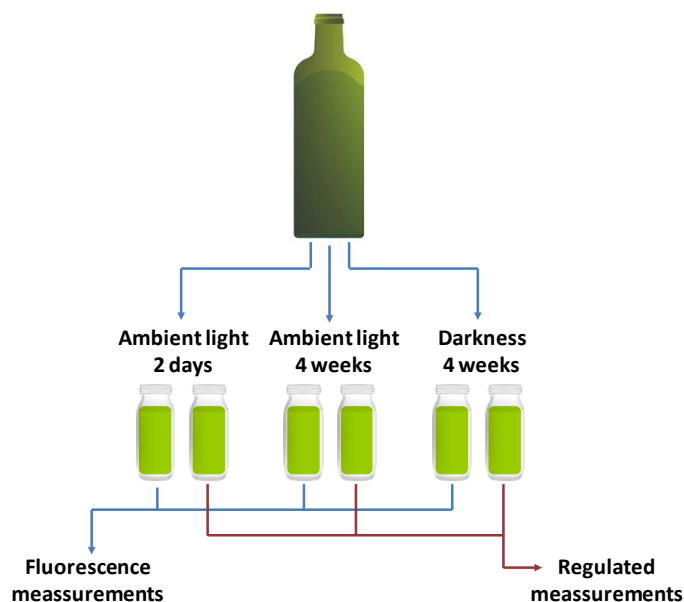 Ambient light
2 days
Ambient light
4 weeks
Darkness
4 weeks
Fluorescence
meassurements
Regulated
meassurements